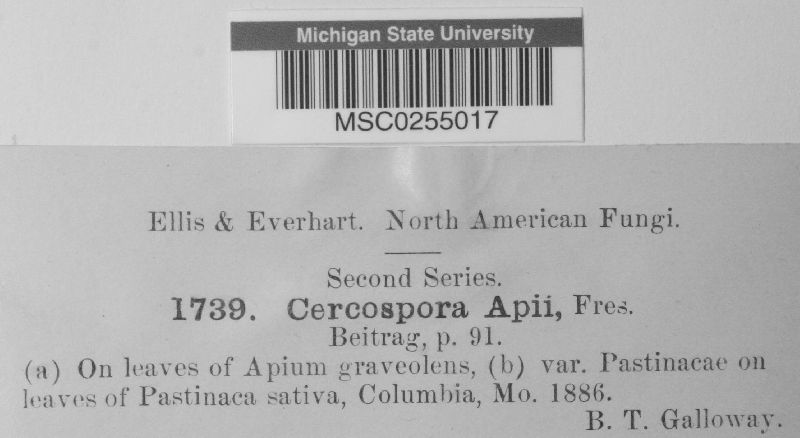 Michigan State University
MSC0255017
Ellis & Everhart. North American Fungi.
Second Series.
1739. Cercospora Apii, Fres.
Beitrag, p. 91.
(a) On leaves of Apium graveolens, (b) var. Pastinacae on
leaves of Pastinaca sativa, Columbia, Mo. 1886.
B. T. Galloway.